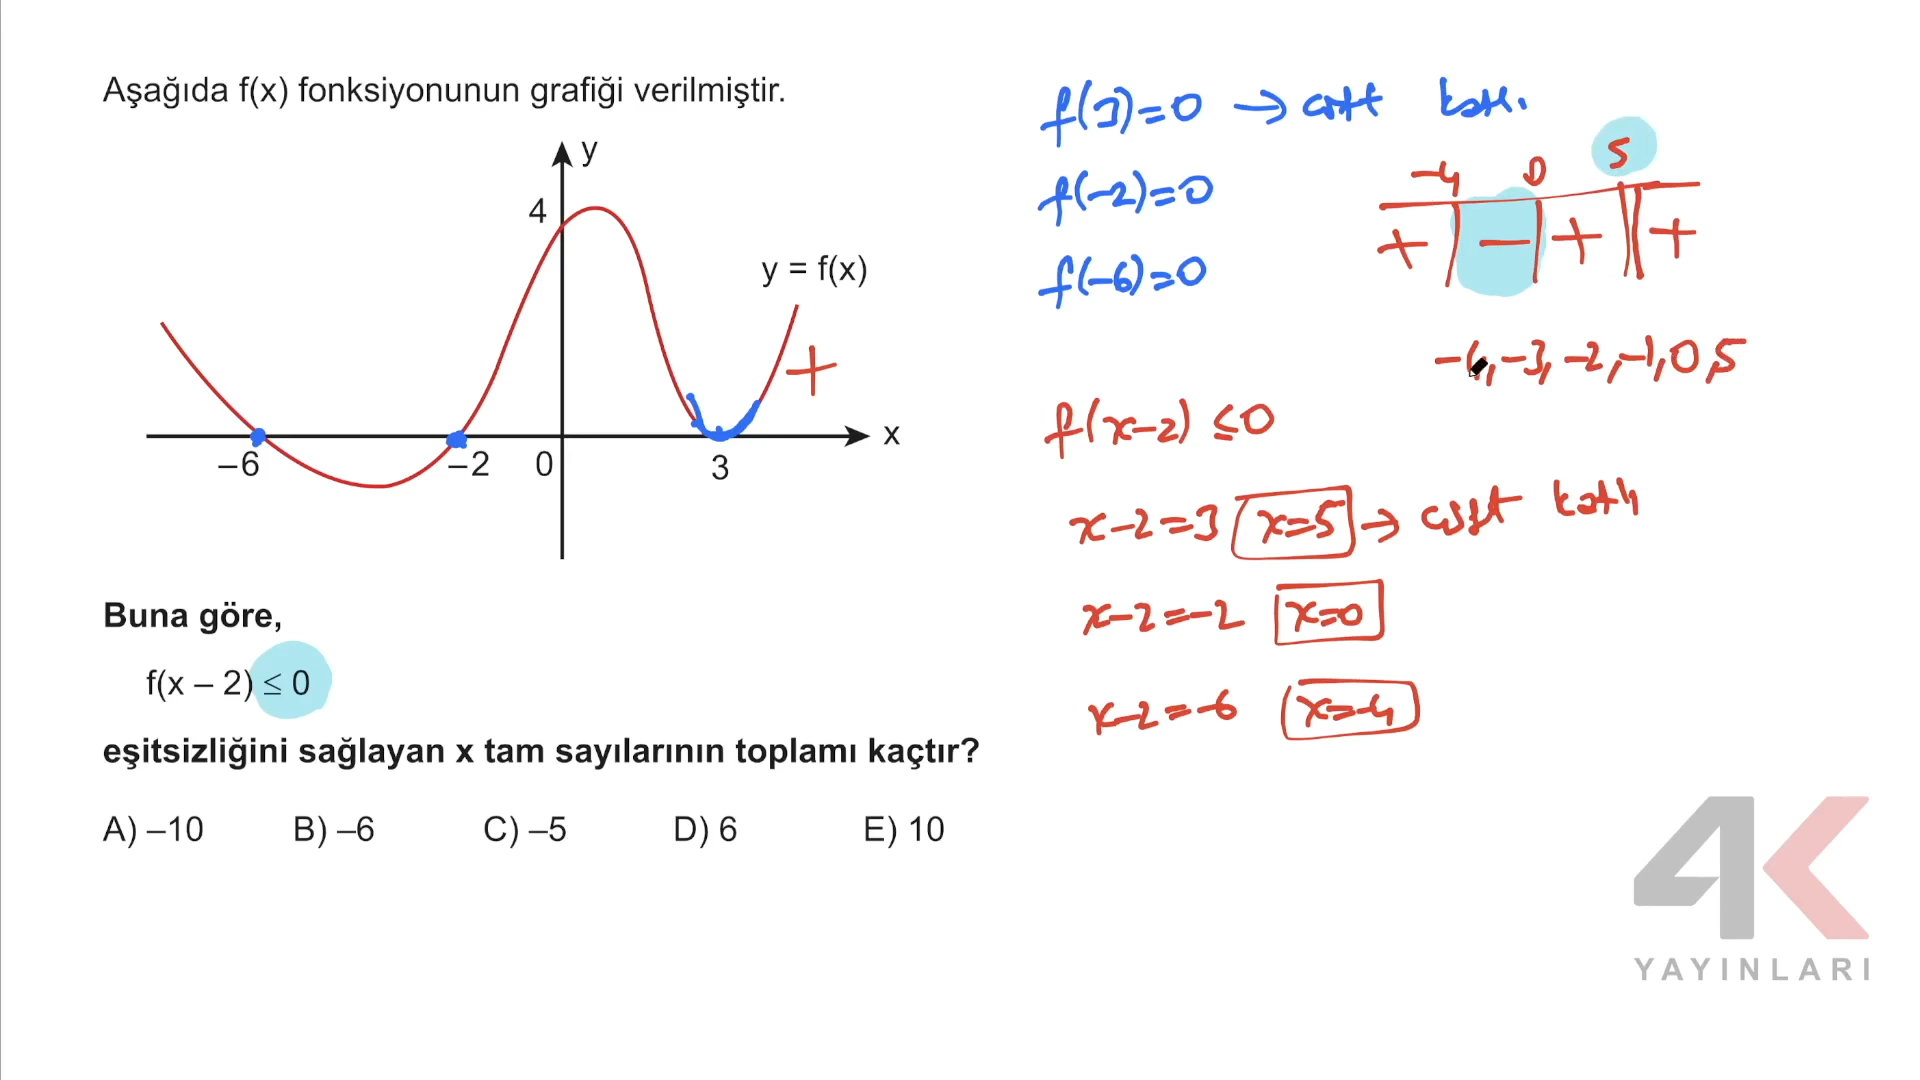 Aşağıda f(x) fonksiyonunun grafiği verilmiştir.
y
4
y = f(x)
+
x
–6
–2
0
3
Buna göre,
f(x – 2) ≤ 0
eşitsizliğini sağlayan x tam sayılarının toplamı kaçtır?
A) –10 B) –6 C) –5 D) 6 E) 10
f(3)=0 → çift katlı
f(-2)=0
f(-6)=0
-4 0 5
+ - + +
-4, -3, -2, -1, 0, 5
f(x-2) ≤0
x-2=3 x=5 → çift katlı
x-2=-2 x=0
x-2=-6 x=-4
4K
YAYINLARI